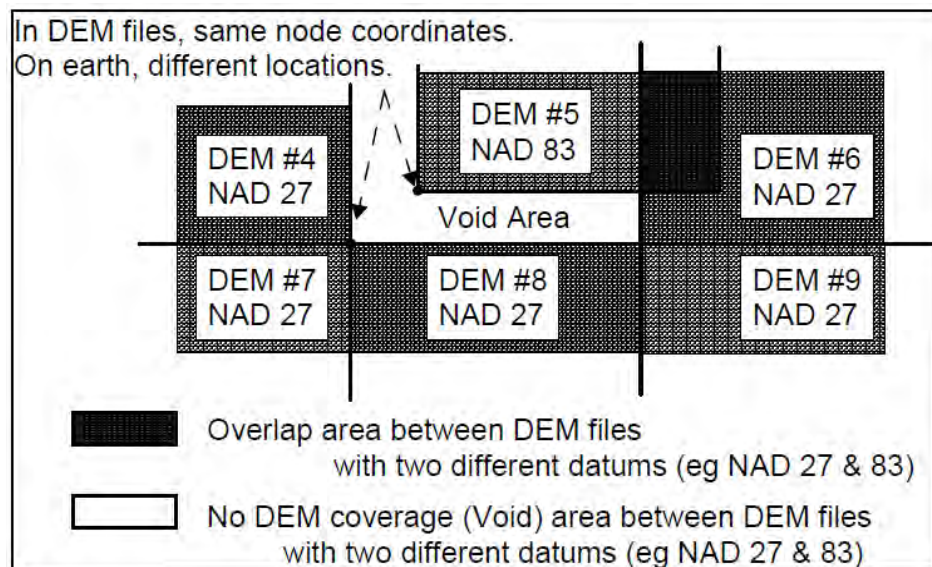 In DEM files, same node coordinates.
On earth, different locations.
DEM #4
NAD 27
DEM #5
NAD 83
DEM #6
NAD 27
Void Area
DEM #7
NAD 27
DEM #8
NAD 27
DEM #9
NAD 27
Overlap area between DEM files
with two different datums (eg NAD 27 & 83)
No DEM coverage (Void) area between DEM files
with two different datums (eg NAD 27 & 83)